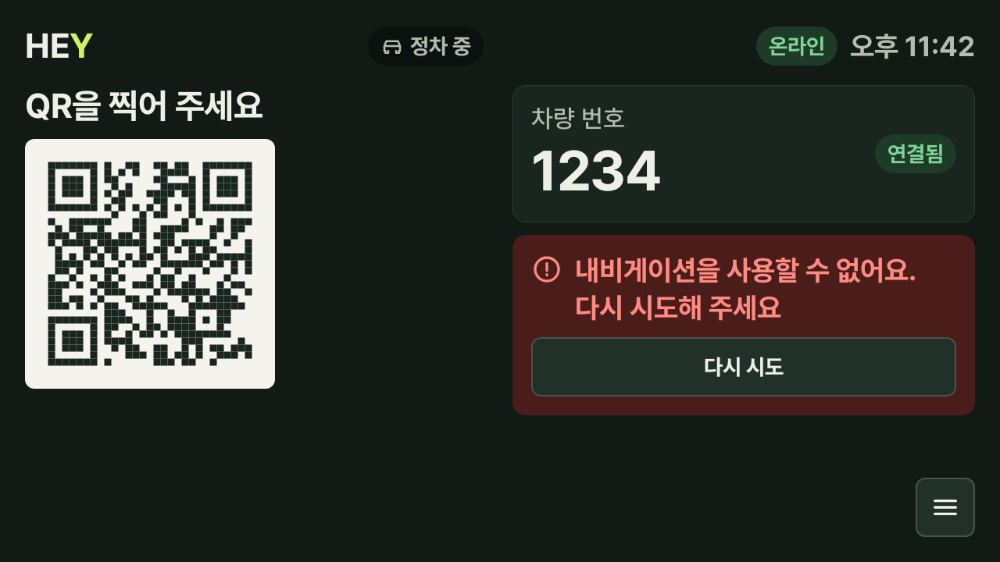 HEY
정차 중
온라인
오후 11:42
QR을 찍어 주세요
차량 번호
1234
연결됨
내비게이션을 사용할 수 없어요.
다시 시도해 주세요
다시 시도